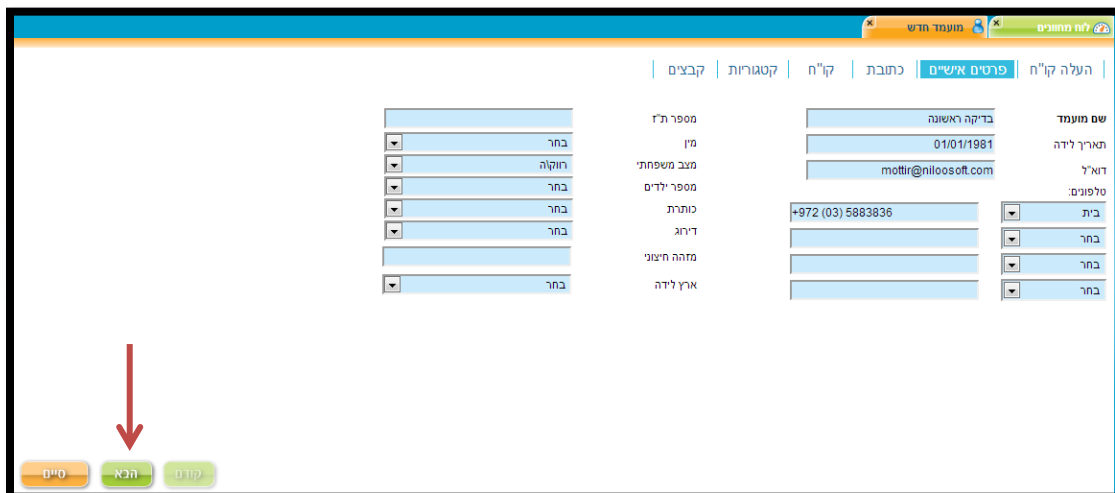 לוח מחוונים
מועמד חדש
העלה קו"ח | פרטים אישיים | כתובת | קו"ח | קטגוריות | קבצים
שם מועמד בדיקה ראשונה מספר ת"ז
תאריך לידה 01/01/1981 מין בחר
דוא"ל mottir@niloosoft.com מצב משפחתי רווק\ה
טלפונים: מספר ילדים בחר
בית +972 (03) 5883836 כותרת בחר
בחר דירוג בחר
בחר מזהה חיצוני
בחר ארץ לידה בחר
קודם הבא סיים